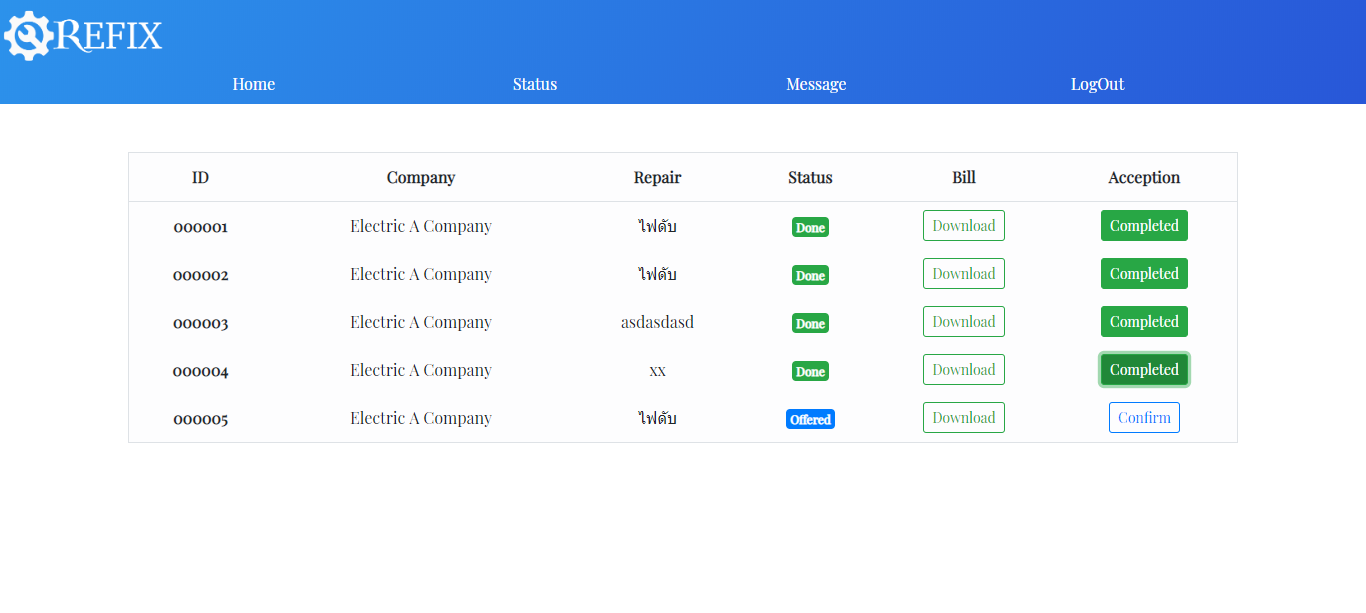 REFIX
Home Status Message LogOut
ID Company Repair Status Bill Acception
000001 Electric A Company ไฟดับ Done Download Completed
000002 Electric A Company ไฟดับ Done Download Completed
000003 Electric A Company asdasdasd Done Download Completed
000004 Electric A Company xx Done Download Completed
000005 Electric A Company ไฟดับ Offered Download Confirm